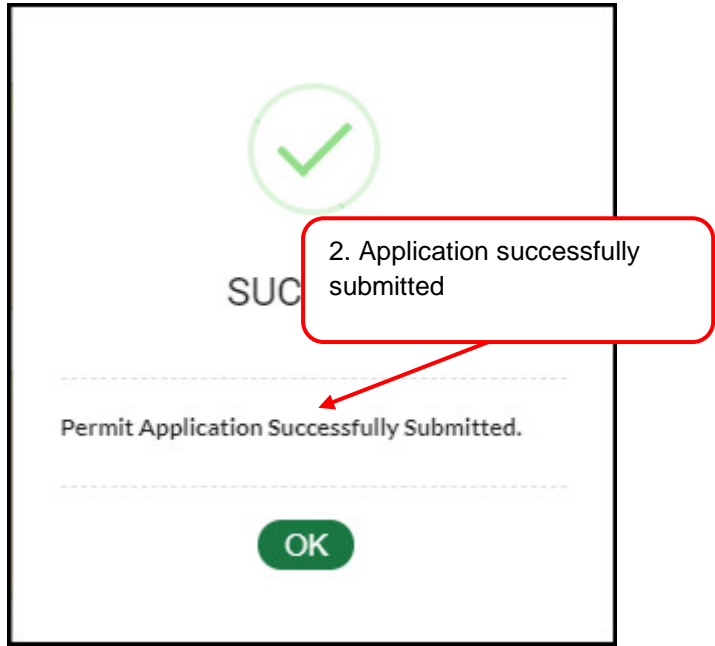 2. Application successfully
submitted
SUC
Permit Application Successfully Submitted.
OK